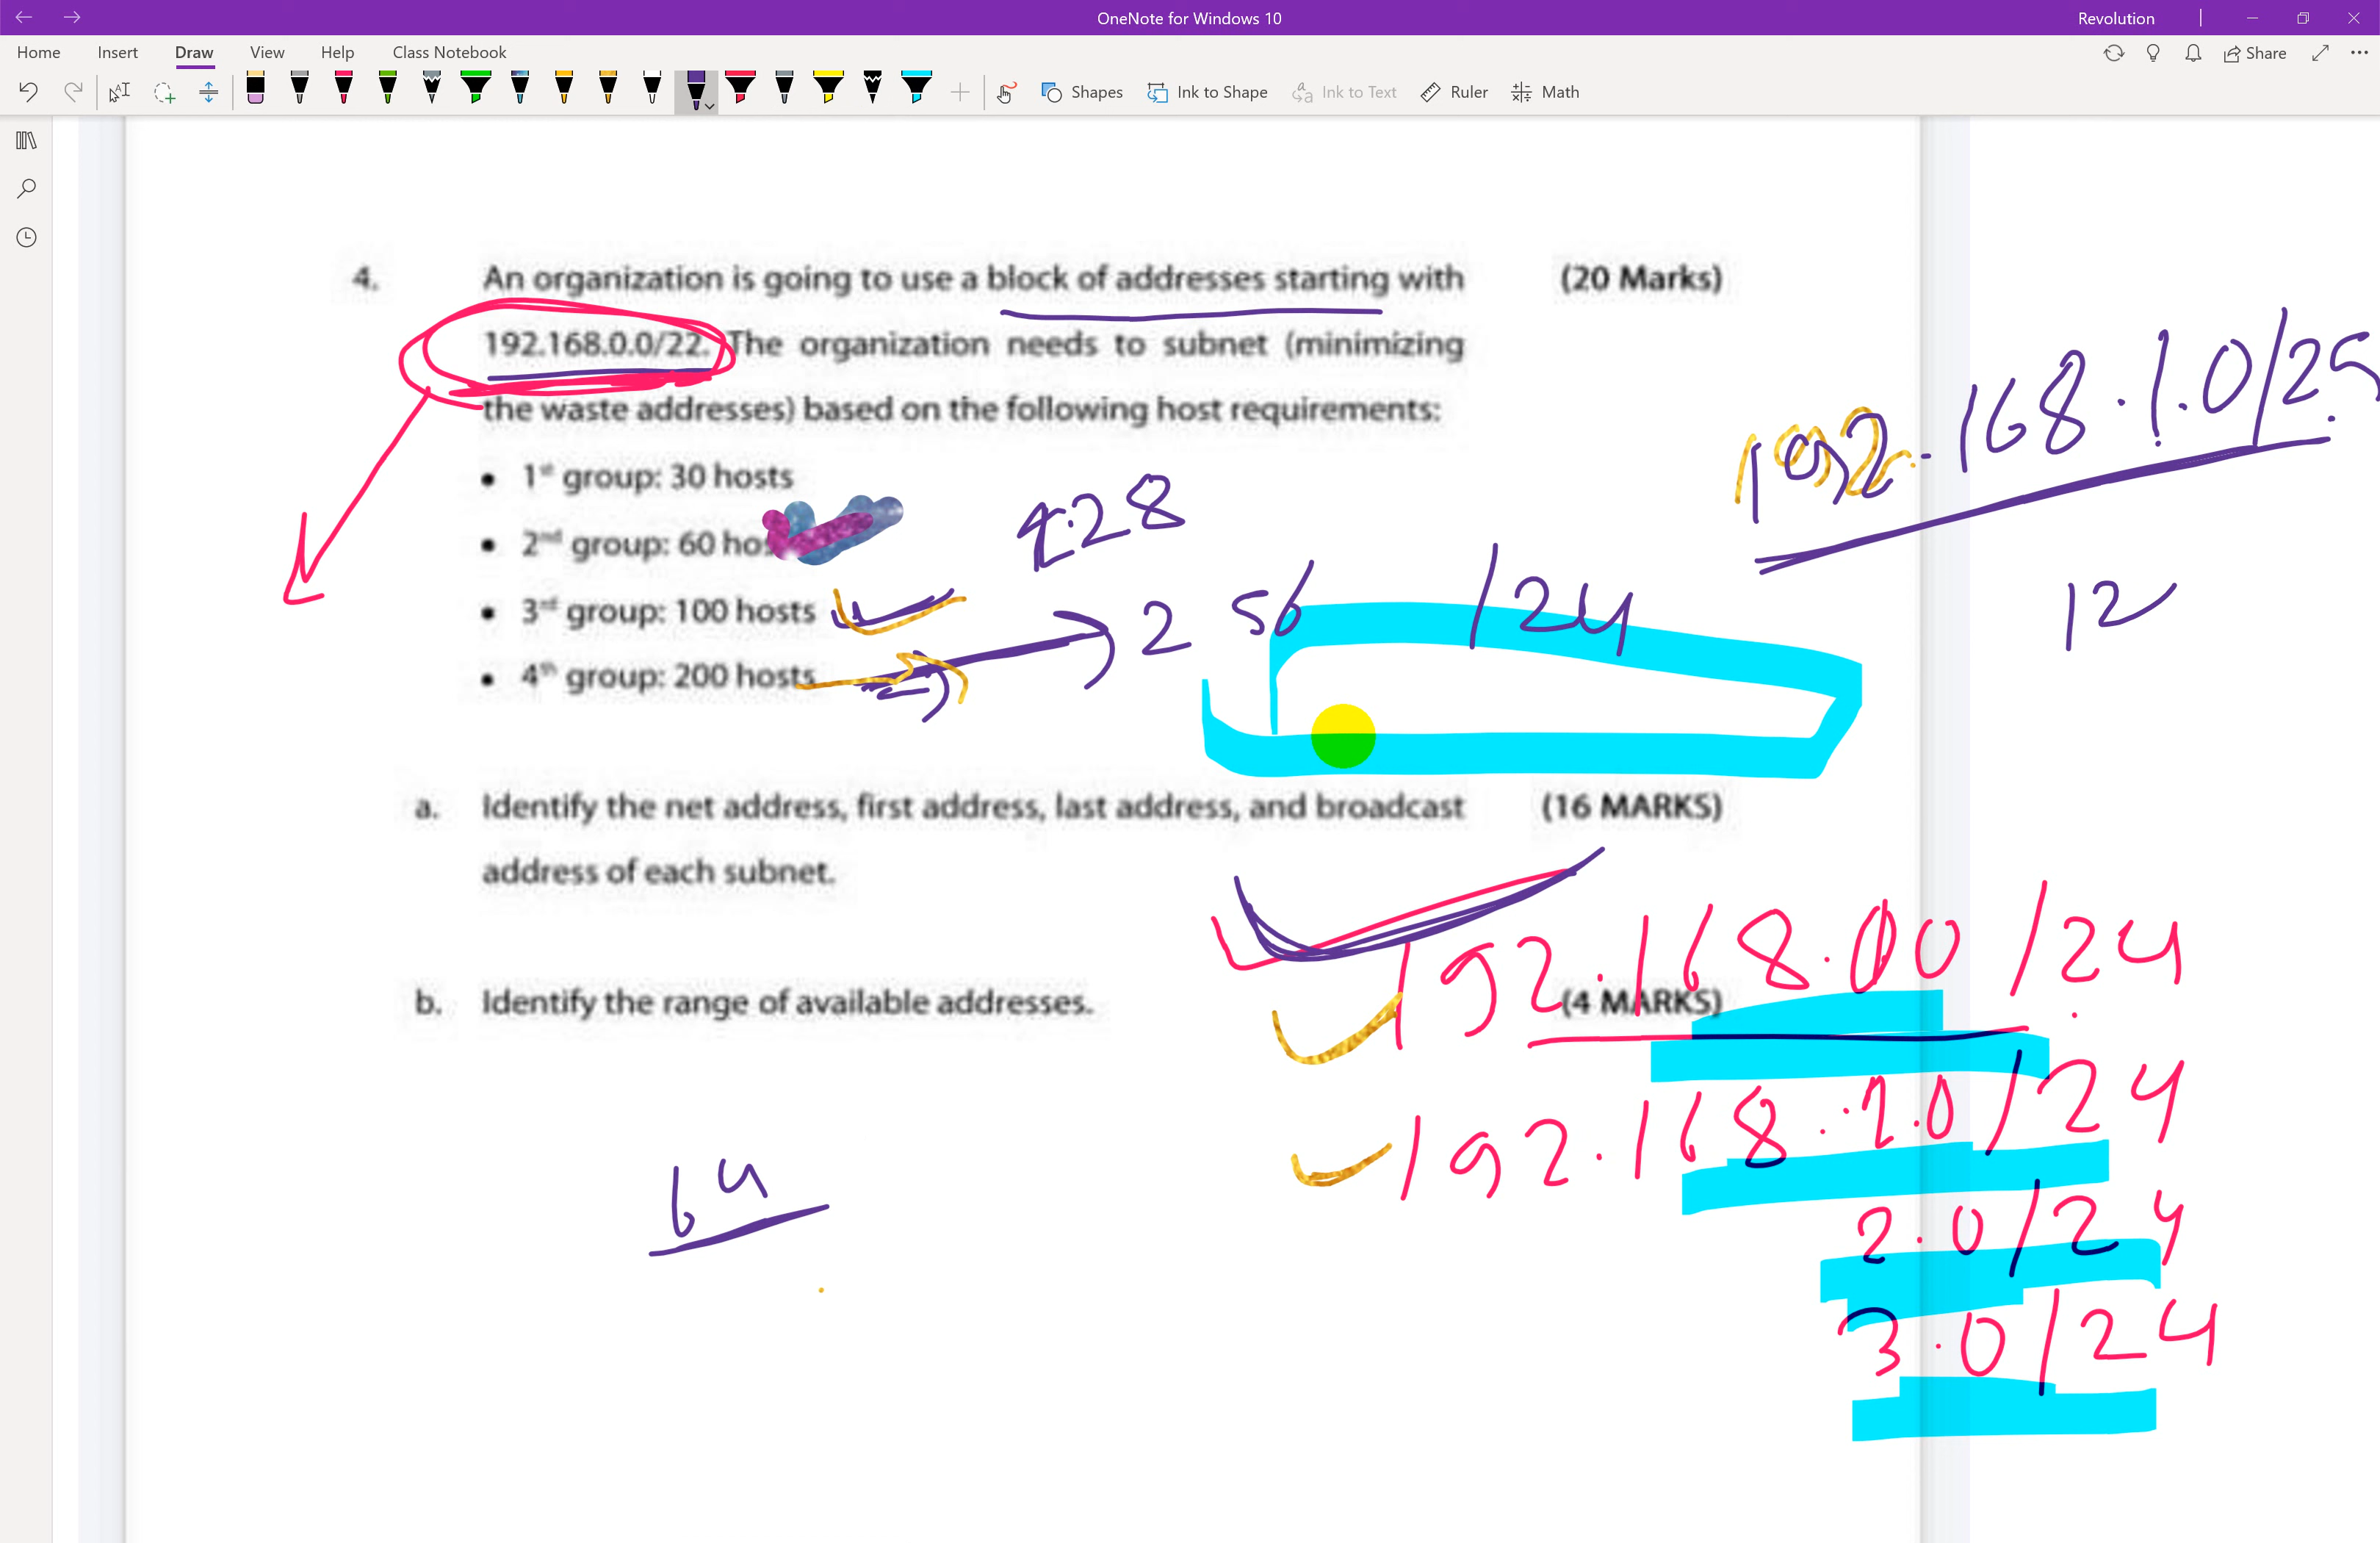 OneNote for Windows 10
Revolution
Home Insert Draw View Help Class Notebook
Share
Shapes Ink to Shape Ink to Text Ruler Math
4. An organization is going to use a block of addresses starting with (20 Marks)
192.168.0.0/22. The organization needs to subnet (minimizing
the waste addresses) based on the following host requirements:
192.168.1.0/25
• 1st group: 30 hosts
• 2nd group: 60
128
• 3rd group: 100 hosts
256 /24
12
• 4th group: 200 hosts
a. Identify the net address, first address, last address, and broadcast (16 MARKS)
address of each subnet.
192.168.00/24
b. Identify the range of available addresses. (4 MARKS)
192.168.1.0/24
64
2.0/24
3.0/24